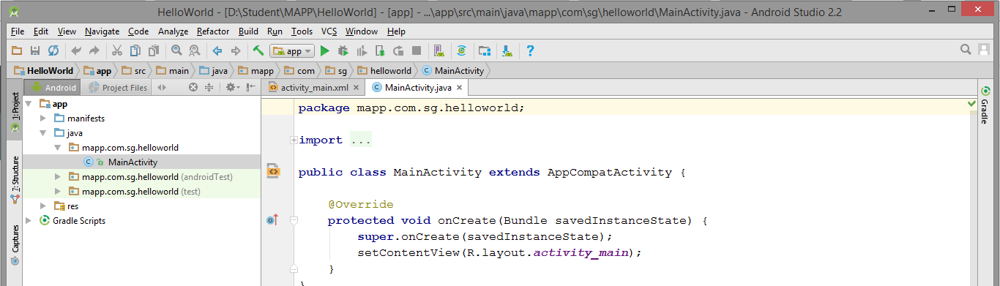 HelloWorld - [D:\Student\MAPP\HelloWorld] - [app] - ...\app\src\main\java\mapp\com\sg\helloworld\MainActivity.java - Android Studio 2.2
File Edit View Navigate Code Analyze Refactor Build Run Tools VCS Window Help
app
HelloWorld app src main java mapp com sg helloworld MainActivity
Android Project Files activity_main.xml MainActivity.java
1: Project
7: Structure
Captures
app
manifests
java
mapp.com.sg.helloworld
MainActivity
mapp.com.sg.helloworld (androidTest)
mapp.com.sg.helloworld (test)
res
Gradle Scripts
package mapp.com.sg.helloworld;
import ...
public class MainActivity extends AppCompatActivity {
@Override
protected void onCreate(Bundle savedInstanceState) {
super.onCreate(savedInstanceState);
setContentView(R.layout.activity_main);
}
}
Gradle